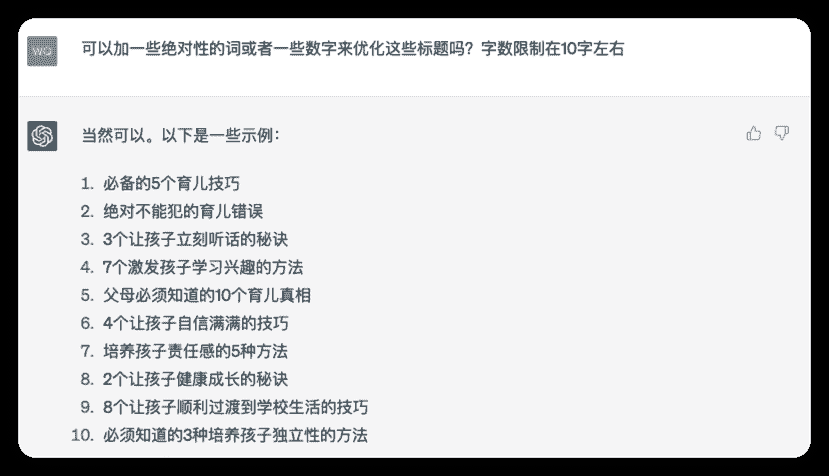 WG 可以加一些绝对性的词或者一些数字来优化这些标题吗？字数限制在10字左右
当然可以。以下是一些示例：
1. 必备的5个育儿技巧
2. 绝对不能犯的育儿错误
3. 3个让孩子立刻听话的秘诀
4. 7个激发孩子学习兴趣的方法
5. 父母必须知道的10个育儿真相
6. 4个让孩子自信满满的技巧
7. 培养孩子责任感的5种方法
8. 2个让孩子健康成长的秘诀
9. 8个让孩子顺利过渡到学校生活的技巧
10. 必须知道的3种培养孩子独立性的方法